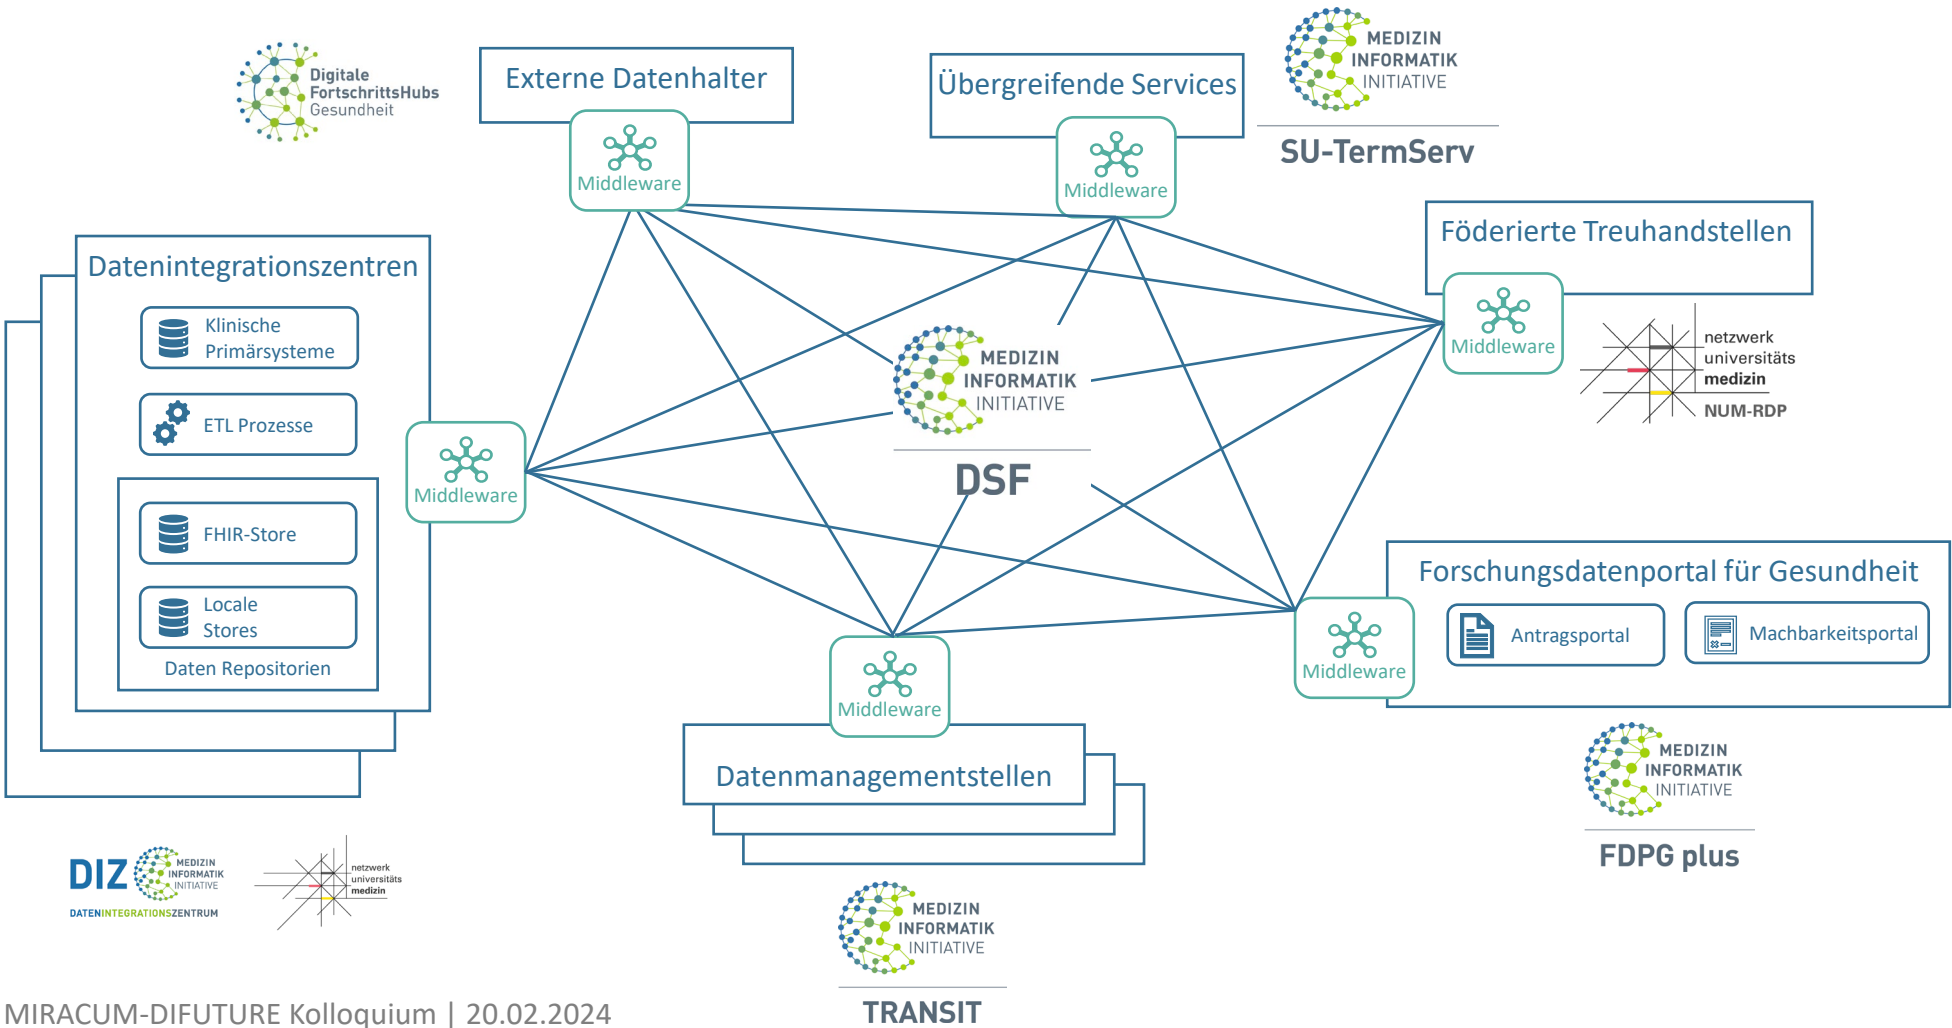 Digitale
FortschrittsHubs
Gesundheit
Externe Datenhalter
Middleware
Übergreifende Services
Middleware
MEDIZIN
INFORMATIK
INITIATIVE
SU-TermServ
Föderierte Treuhandstellen
Middleware
netzwerk
universitäts
medizin
NUM-RDP
Datenintegrationszentren
Klinische
Primärsysteme
ETL Prozesse
FHIR-Store
Locale
Stores
Daten Repositorien
Middleware
MEDIZIN
INFORMATIK
INITIATIVE
DSF
Forschungsdatenportal für Gesundheit
Antragsportal
Machbarkeitsportal
Middleware
MEDIZIN
INFORMATIK
INITIATIVE
FDPG plus
Middleware
Datenmanagementstellen
MEDIZIN
INFORMATIK
INITIATIVE
TRANSIT
DIZ
MEDIZIN
INFORMATIK
INITIATIVE
DATENINTEGRATIONSZENTRUM
netzwerk
universitäts
medizin
MIRACUM-DIFUTURE Kolloquium | 20.02.2024